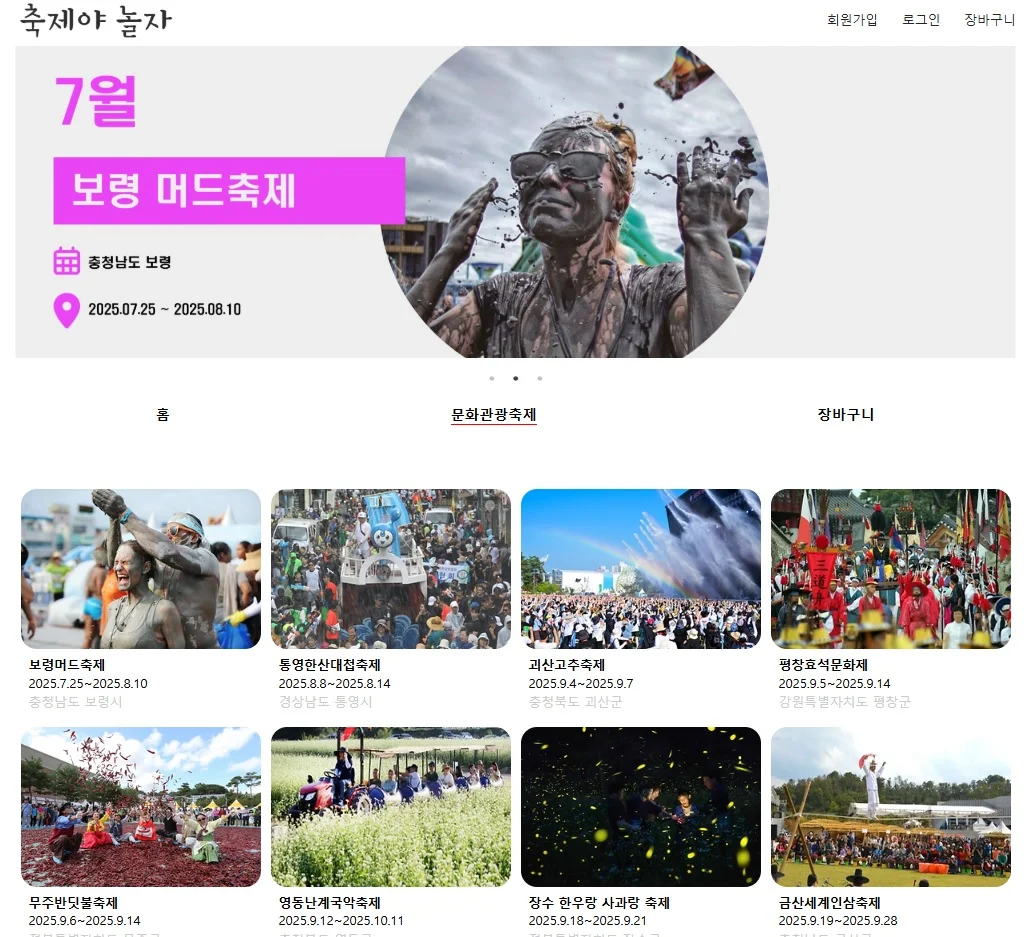 축제야 놀자
회원가입 로그인 장바구니
7월
보령 머드축제
충청남도 보령
2025.07.25 ~ 2025.08.10
홈 문화관광축제 장바구니
三道
보령머드축제 통영한산대첩축제 괴산고추축제 평창효석문화제
2025.7.25~2025.8.10 2025.8.8~2025.8.14 2025.9.4~2025.9.7 2025.9.5~2025.9.14
충청남도 보령시 경상남도 통영시 충청북도 괴산군 강원특별자치도 평창군
무주반딧불축제 영동난계국악축제 장수 한우랑 사과랑 축제 금산세계인삼축제
2025.9.6~2025.9.14 2025.9.12~2025.10.11 2025.9.18~2025.9.21 2025.9.19~2025.9.28